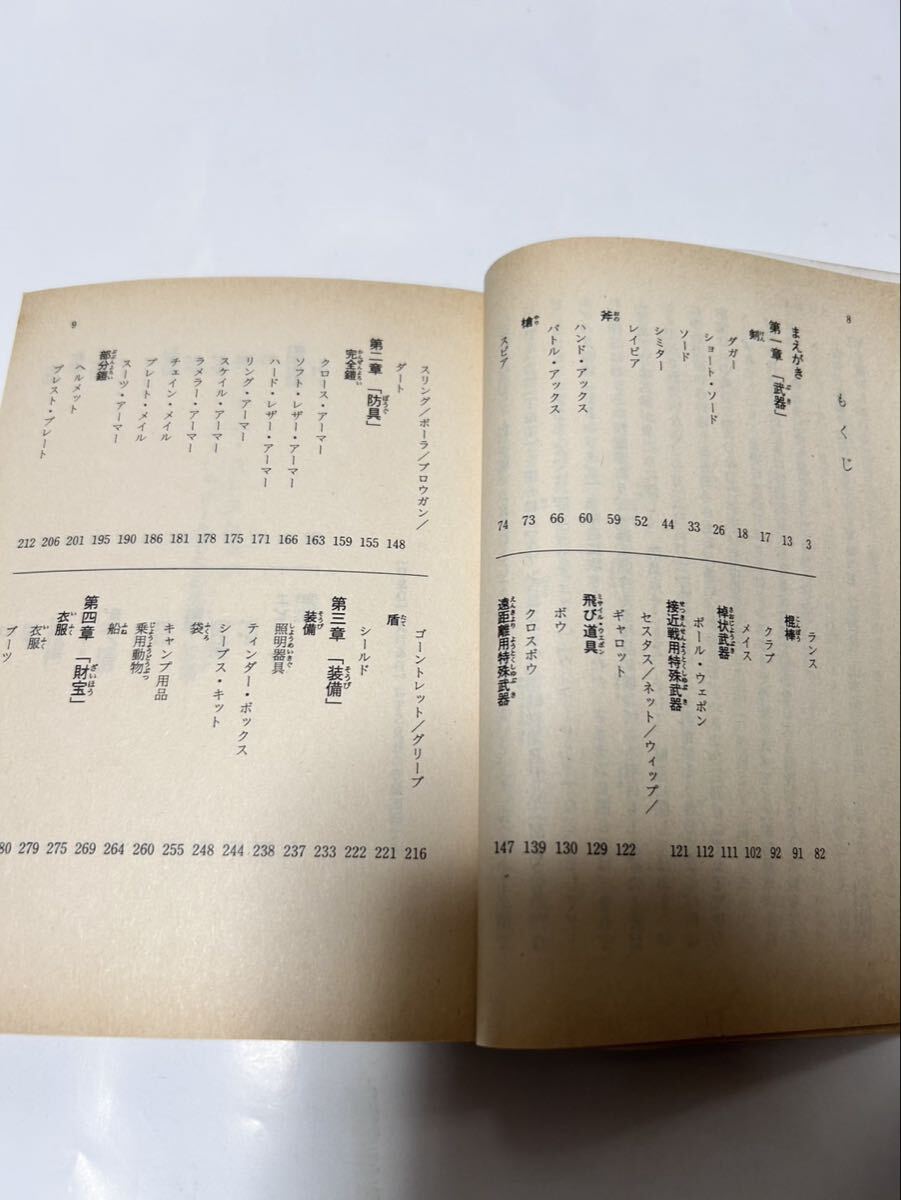 8
もくじ
まえがき 3
第一章「武器」 13
剣 17
ダガー 18
ショート・ソード 26
ソード 33
シミター 44
レイピア 52
斧 59
ハンド・アックス 60
バトル・アックス 66
槍 73
スピア 74
ランス 82
棍棒 91
クラブ 92
メイス 102
棹状武器 111
ポール・ウェポン 112
接近戦用特殊武器 121
セスタス/ネット/ウィップ/
ギャロット 122
飛び道具 129
ボウ 130
クロスボウ 139
遠距離用特殊武器 147
9
スリング/ボーラ/ブロウガン/
ダート 148
第二章「防具」 155
完全鎧 159
クロース・アーマー 163
ソフト・レザー・アーマー 166
ハード・レザー・アーマー 171
リング・アーマー 175
スケイル・アーマー 178
ラメラー・アーマー 181
チェイン・メイル 186
プレート・メイル 190
スーツ・アーマー 195
部分鎧 201
ヘルメット 206
ブレスト・プレート 212
ゴーントレット/グリーブ 216
盾 221
シールド 222
第三章「装備」 233
装備 237
照明器具 238
ティンダー・ボックス 244
シーブス・キット 248
袋 255
キャンプ用品 260
乗用動物 264
船 269
第四章「財宝」 275
衣服 279
衣服 80
ブーツ